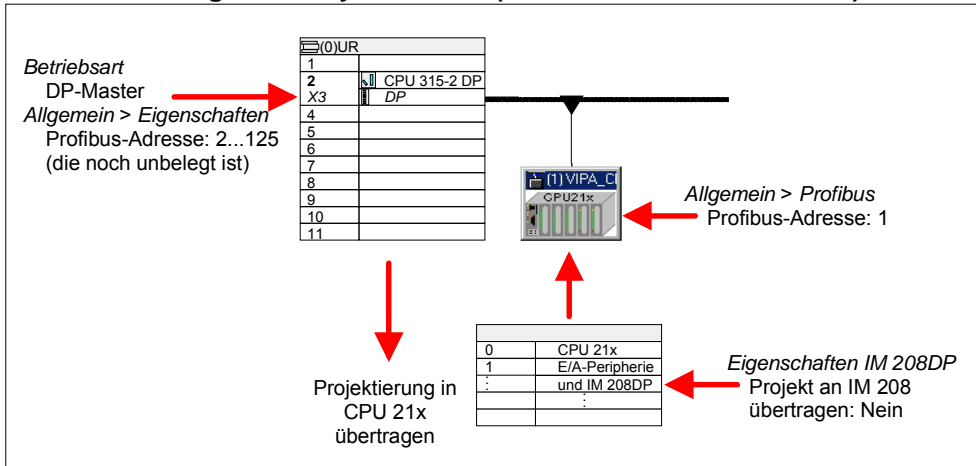 Betriebsart
DP-Master
Allgemein > Eigenschaften
Profibus-Adresse: 2...125
(die noch unbelegt ist)
(0)UR
1
2 CPU 315-2 DP
X3 DP
4
5
6
7
8
9
10
11
(1) VIPA_C
CPU21x
Allgemein > Profibus
Profibus-Adresse: 1
Projektierung in
CPU 21x
übertragen
0 CPU 21x
1 E/A-Peripherie
: und IM 208DP
:
Eigenschaften IM 208DP
Projekt an IM 208
übertragen: Nein